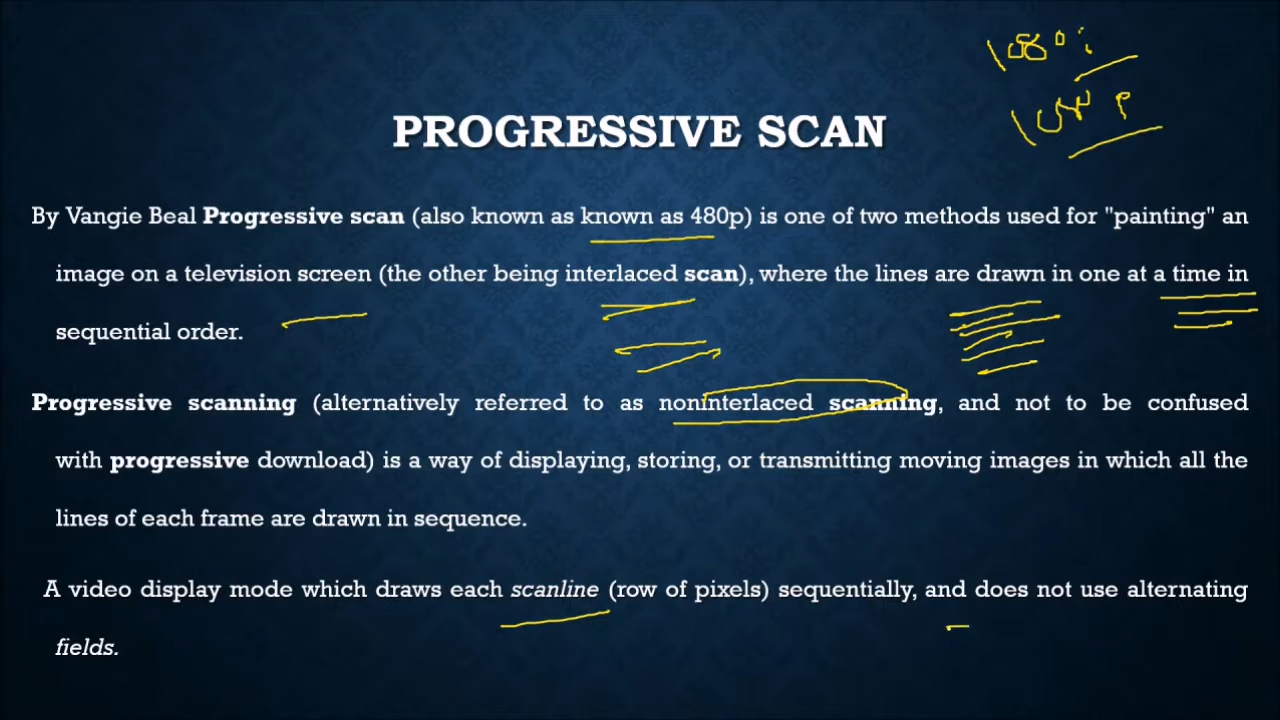 1080i
PROGRESSIVE SCAN
By Vangie Beal Progressive scan (also known as known as 480p) is one of two methods used for "painting" an
image on a television screen (the other being interlaced scan), where the lines are drawn in one at a time in
sequential order.
Progressive scanning (alternatively referred to as noninterlaced scanning, and not to be confused
with progressive download) is a way of displaying, storing, or transmitting moving images in which all the
lines of each frame are drawn in sequence.
A video display mode which draws each scanline (row of pixels) sequentially, and does not use alternating
fields.